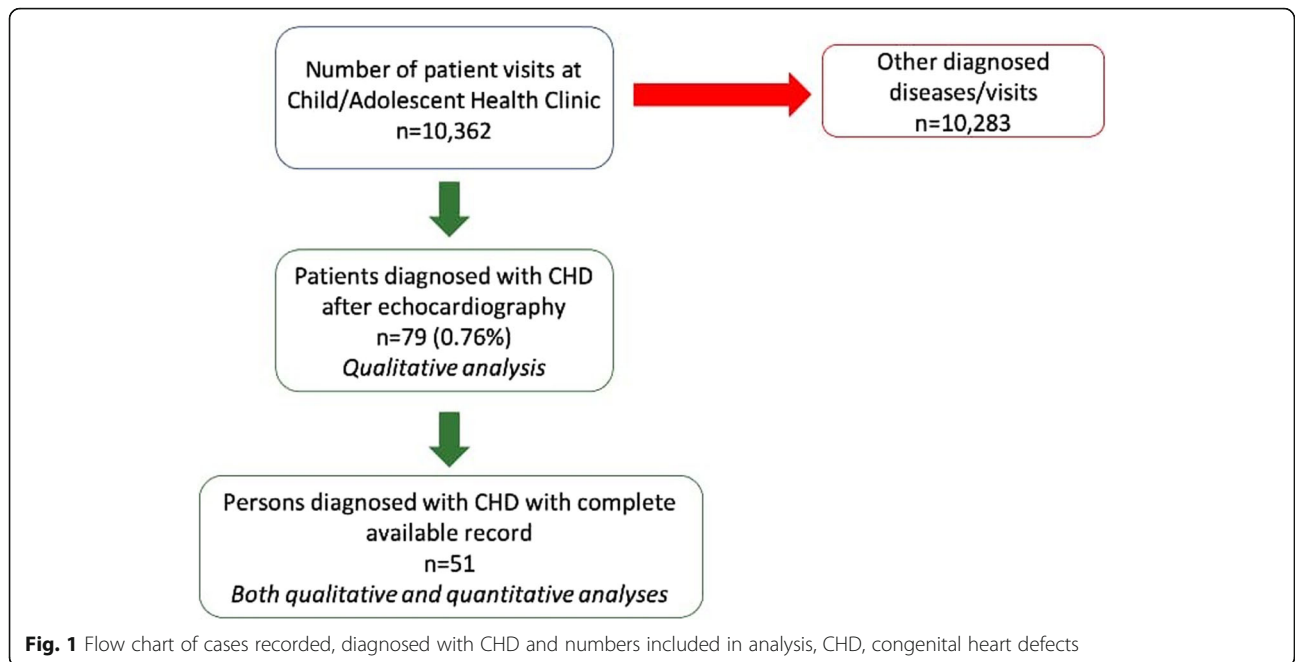 Number of patient visits at
Child/Adolescent Health Clinic
n=10,362
Other diagnosed
diseases/visits
n=10,283
Patients diagnosed with CHD
after echocardiography
n=79 (0.76%)
Qualitative analysis
Persons diagnosed with CHD with complete
available record
n=51
Both qualitative and quantitative analyses
Fig. 1 Flow chart of cases recorded, diagnosed with CHD and numbers included in analysis, CHD, congenital heart defects